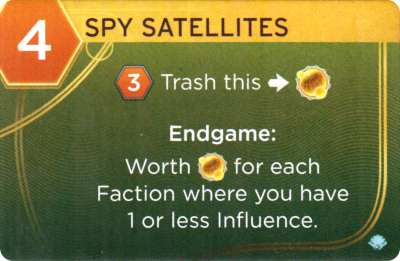 4
SPY SATELLITES
3 Trash this
Endgame:
Worth for each
Faction where you have
1 or less Influence.